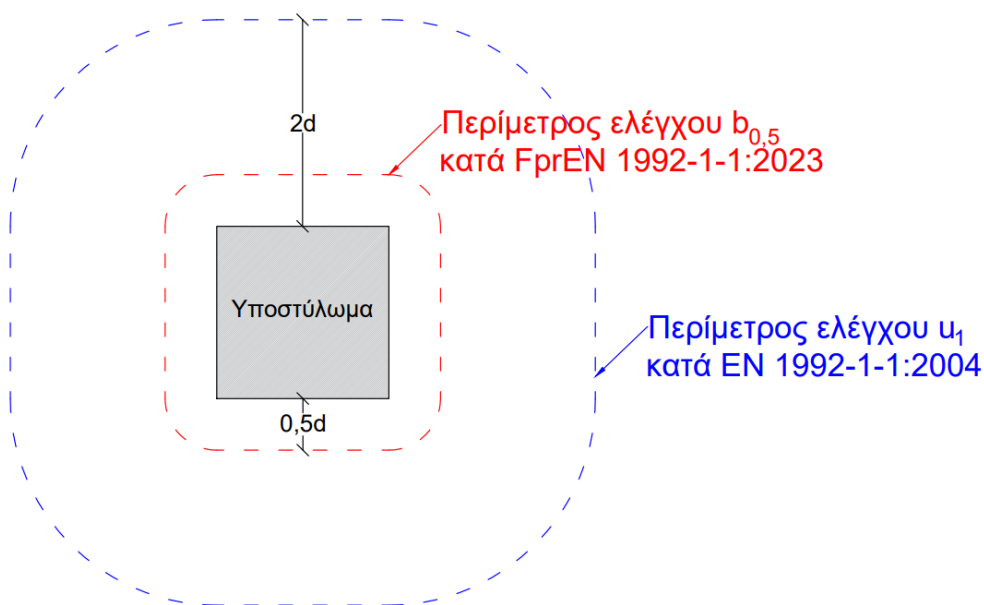 2d
Περίμετρος ελέγχου b0,5
κατά FprEN 1992-1-1:2023
Υποστύλωμα
Περίμετρος ελέγχου u1
κατά EN 1992-1-1:2004
0,5d